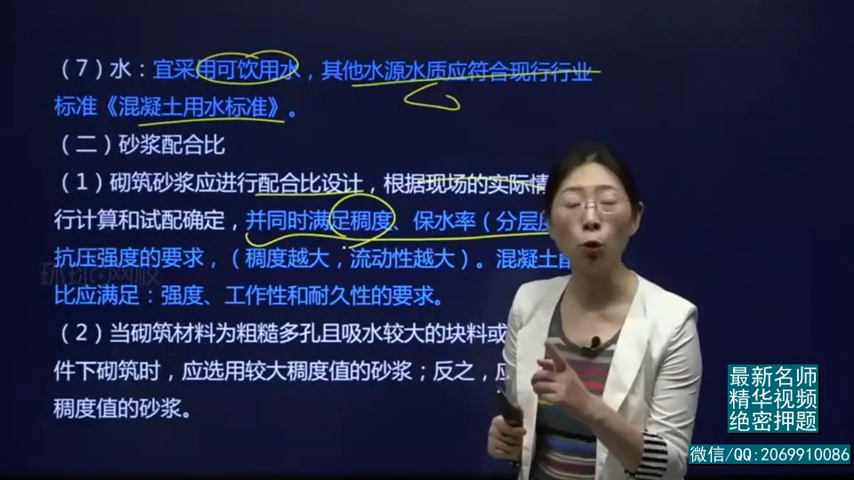 （7）水：宜采用可饮用水，其他水源水质应符合现行行业
标准《混凝土用水标准》。
（二）砂浆配合比
（1）砌筑砂浆应进行配合比设计，根据现场的实际情
行计算和试配确定，并同时满足稠度、保水率（分层度
抗压强度的要求，（稠度越大，流动性越大）。混凝土配
比应满足：强度、工作性和耐久性的要求。
（2）当砌筑材料为粗糙多孔且吸水较大的块料或
件下砌筑时，应选用较大稠度值的砂浆；反之，应
稠度值的砂浆。
环球网校
最新名师
精华视频
绝密押题
微信/QQ:2069910086